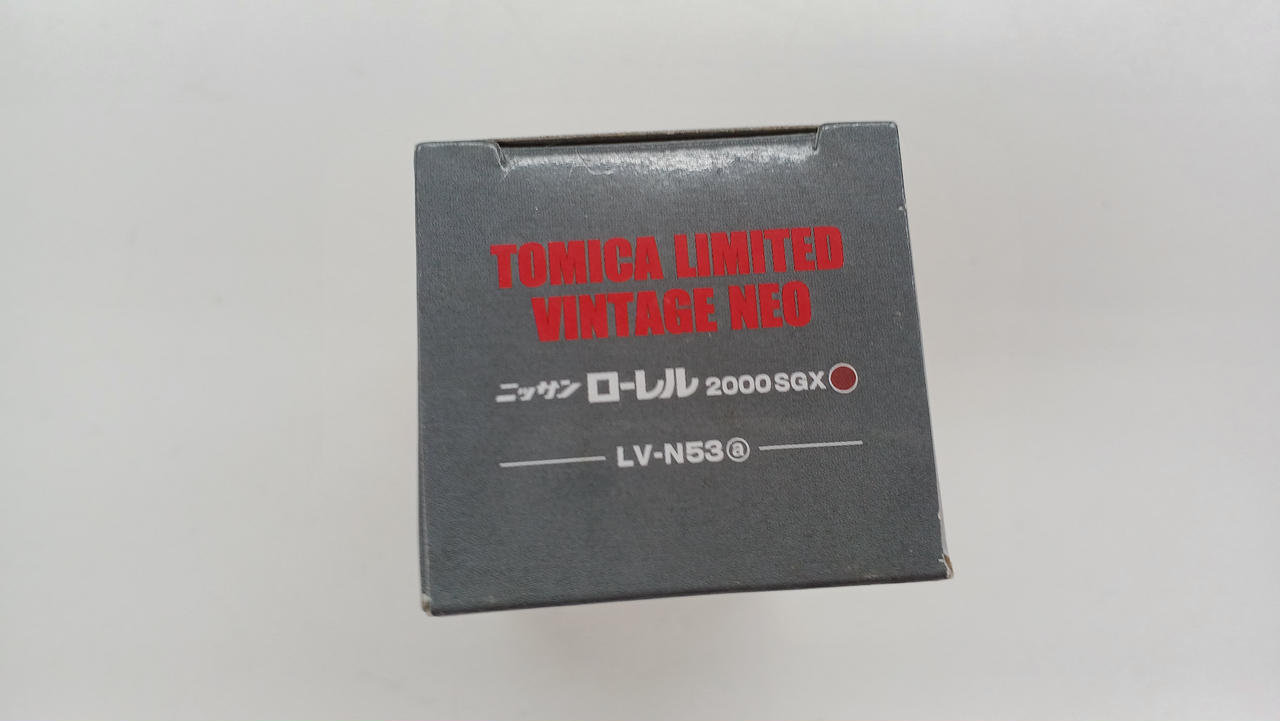 TOMICA LIMITED
VINTAGE NEO
ニッサン ローレル 2000SGX
LV-N53ⓐ